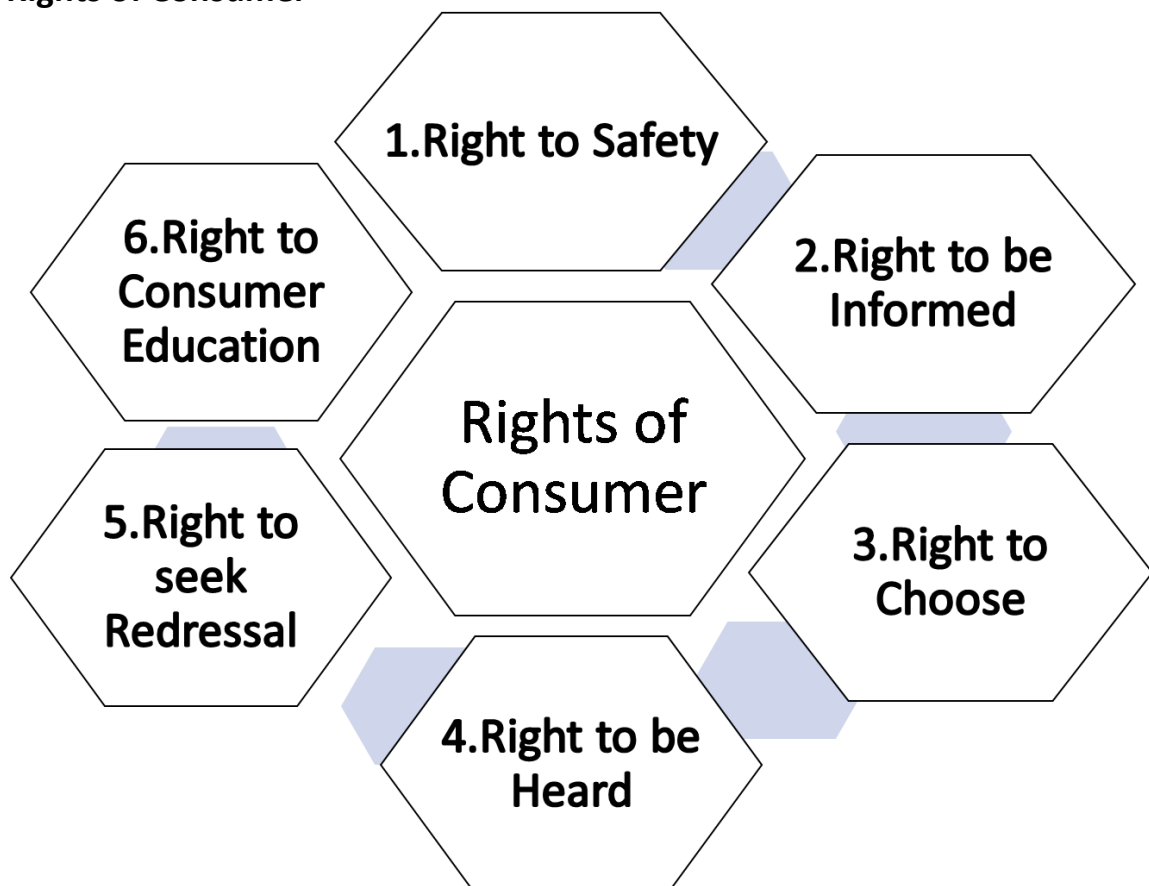 Rights of Consumer
1.Right to Safety
2.Right to be
Informed
3.Right to
Choose
4.Right to be
Heard
5.Right to
seek
Redressal
6.Right to
Consumer
Education
Rights of
Consumer